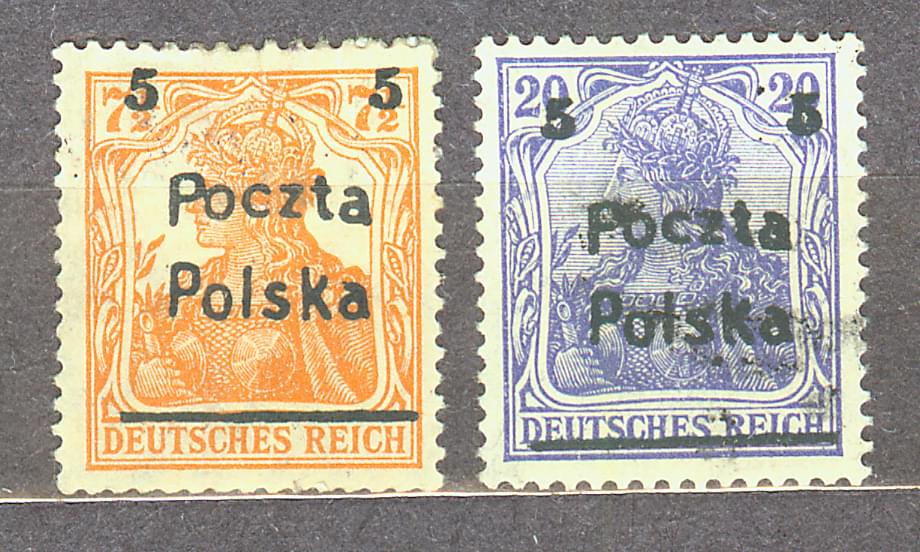 7½ 5 7½ 5
Poczta
Polska
DEUTSCHES REICH
20 5 20 5
Poczta
Polska
DEUTSCHES REICH